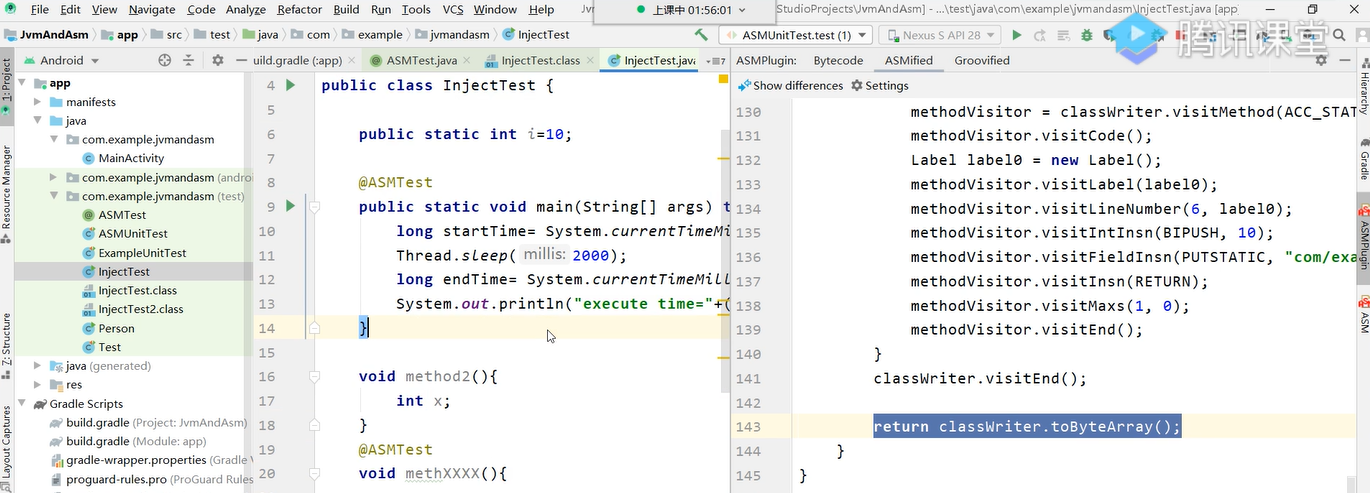 File Edit View Navigate Code Analyze Refactor Build Run Tools VCS Window Help
上课中 01:56:01
StudioProjects\JvmAndAsm] - ...\test\java\com\example\jvmandasm\InjectTest.java [app
JvmAndAsm app src test java com example jvmandasm InjectTest
ASMUnitTest.test (1)
Nexus S API 28
腾讯课堂
Android
uild.gradle (:app)
ASMTest.java
InjectTest.class
InjectTest.java
ASMPlugin: Bytecode ASMified Groovified
Show differences Settings
1: Project
Resource Manager
Z: Structure
Layout Captures
app
manifests
java
com.example.jvmandasm
MainActivity
com.example.jvmandasm (androi
com.example.jvmandasm (test)
ASMTest
ASMUnitTest
ExampleUnitTest
InjectTest
InjectTest.class
InjectTest2.class
Person
Test
java (generated)
res
Gradle Scripts
build.gradle (Project: JvmAndAsm)
build.gradle (Module: app)
gradle-wrapper.properties (Gradle V
proguard-rules.pro (ProGuard Rules
4 public class InjectTest {
5
6 public static int i=10;
7
8 @ASMTest
9 public static void main(String[] args) t
10 long startTime= System.currentTimeMi
11 Thread.sleep( millis: 2000);
12 long endTime= System.currentTimeMill
13 System.out.println("execute time="+(
14 }
15
16 void method2(){
17 int x;
18 }
19 @ASMTest
20 void methXXXX(){
130 methodVisitor = classWriter.visitMethod(ACC_STAT
131 methodVisitor.visitCode();
132 Label label0 = new Label();
133 methodVisitor.visitLabel(label0);
134 methodVisitor.visitLineNumber(6, label0);
135 methodVisitor.visitIntInsn(BIPUSH, 10);
136 methodVisitor.visitFieldInsn(PUTSTATIC, "com/exa
137 methodVisitor.visitInsn(RETURN);
138 methodVisitor.visitMaxs(1, 0);
139 methodVisitor.visitEnd();
140 }
141 classWriter.visitEnd();
142
143 return classWriter.toByteArray();
144 }
145 }
Hierarchy
Gradle
ASMPlugin
ASM